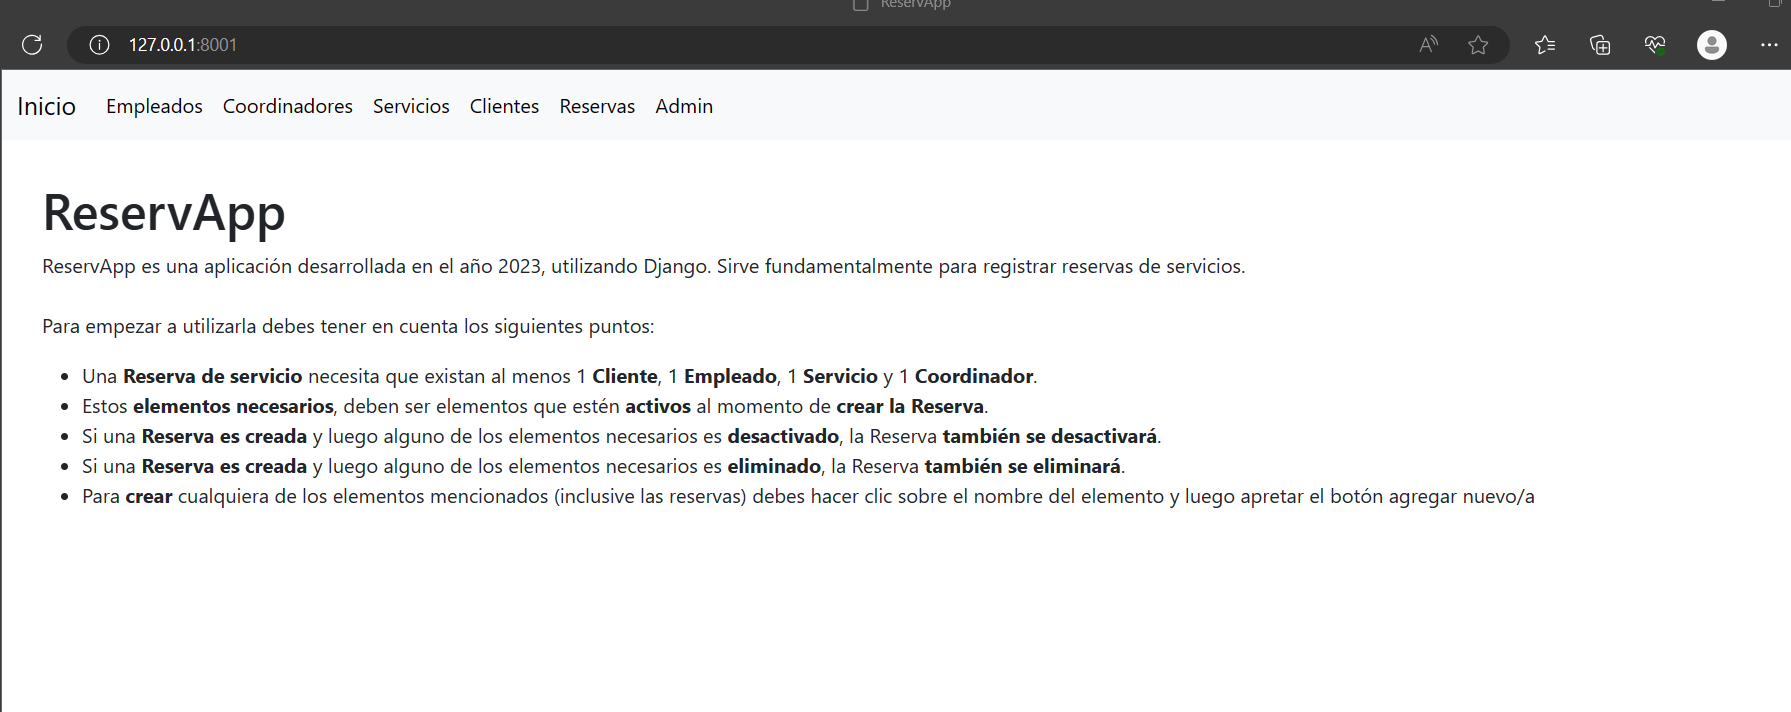 ReservApp
127.0.0.1:8001
Inicio Empleados Coordinadores Servicios Clientes Reservas Admin
ReservApp
ReservApp es una aplicación desarrollada en el año 2023, utilizando Django. Sirve fundamentalmente para registrar reservas de servicios.
Para empezar a utilizarla debes tener en cuenta los siguientes puntos:
• Una Reserva de servicio necesita que existan al menos 1 Cliente, 1 Empleado, 1 Servicio y 1 Coordinador.
• Estos elementos necesarios, deben ser elementos que estén activos al momento de crear la Reserva.
• Si una Reserva es creada y luego alguno de los elementos necesarios es desactivado, la Reserva también se desactivará.
• Si una Reserva es creada y luego alguno de los elementos necesarios es eliminado, la Reserva también se eliminará.
• Para crear cualquiera de los elementos mencionados (inclusive las reservas) debes hacer clic sobre el nombre del elemento y luego apretar el botón agregar nuevo/a